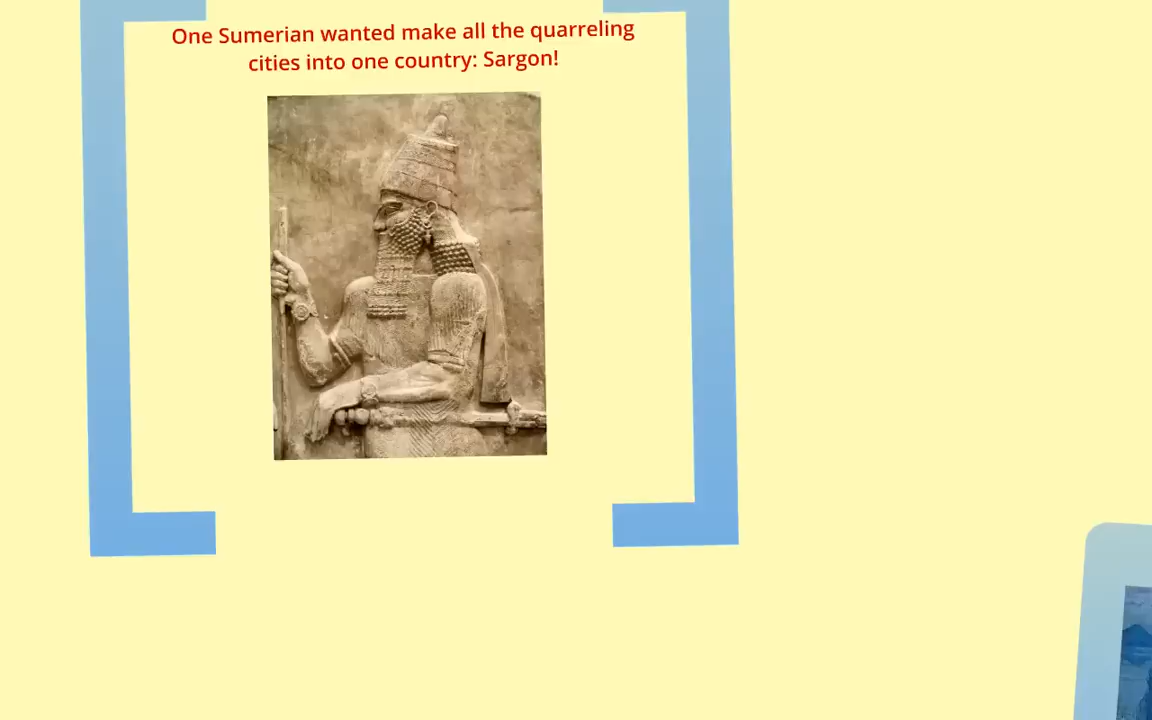 One Sumerian wanted make all the quarreling
cities into one country: Sargon!